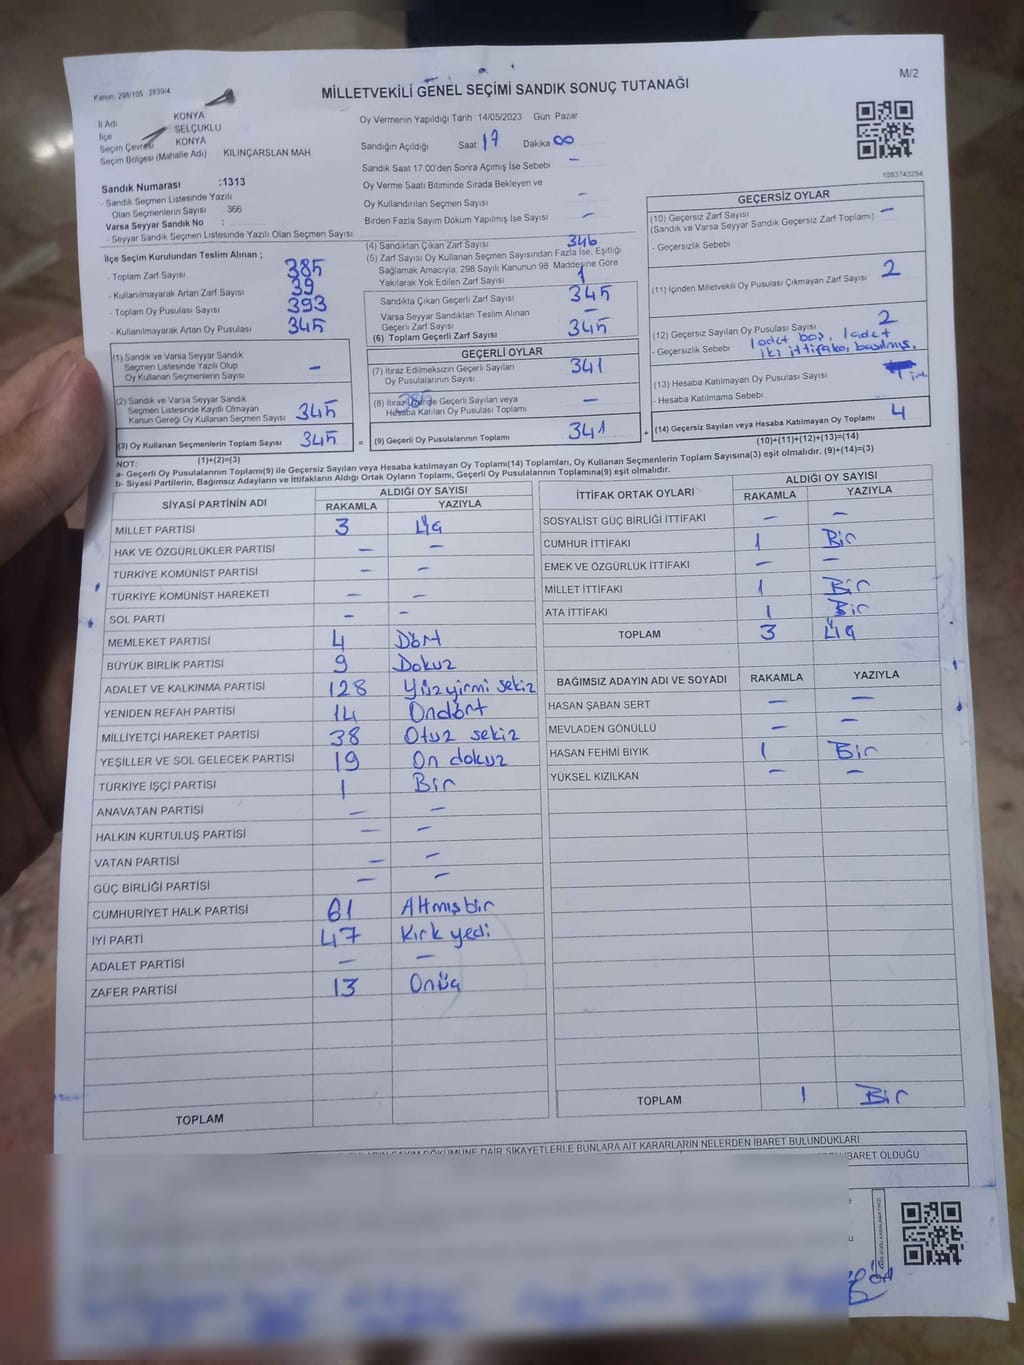 Kanun: 298/105 2839/4
M/2
MİLLETVEKİLİ GENEL SEÇİMİ SANDIK SONUÇ TUTANAĞI
İl Adı KONYA
İlçe SELÇUKLU
Seçim Çevresi KONYA
Seçim Bölgesi (Mahalle Adı) KILINÇARSLAN MAH
Sandık Numarası :1313
- Sandık Seçmen Listesinde Yazılı
Olan Seçmenlerin Sayısı 366
Varsa Seyyar Sandık No :
- Seyyar Sandık Seçmen Listesinde Yazılı Olan Seçmen Sayısı
Oy Vermenin Yapıldığı Tarih 14/05/2023 Gün Pazar
Sandığın Açıldığı Saat 17 Dakika 00
Sandık Saat 17:00'den Sonra Açımış İse Sebebi -
Oy Verme Saati Bitiminde Sırada Bekleyen ve
Oy Kullandırılan Seçmen Sayısı -
Birden Fazla Sayım Döküm Yapılmış İse Sayısı -
1083743254
İlçe Seçim Kurulundan Teslim Alınan ;
- Toplam Zarf Sayısı 385
- Kullanılmayarak Artan Zarf Sayısı 39
- Toplam Oy Pusulası Sayısı 393
- Kullanılmayarak Artan Oy Pusulası 345
(1) Sandık ve Varsa Seyyar Sandık
Seçmen Listesinde Yazılı Olup
Oy Kullanan Seçmenlerin Sayısı -
(2) Sandık ve Varsa Seyyar Sandık
Seçmen Listesinde Kayıtlı Olmayan
Kanun Gereği Oy Kullanan Seçmen Sayısı 345
(3) Oy Kullanan Seçmenlerin Toplam Sayısı 345 =
(1)+(2)=(3)
(4) Sandıktan Çıkan Zarf Sayısı 346
(5) Zarf Sayısı Oy Kullanan Seçmen Sayısından Fazla İse, Eşitliği
Sağlamak Amacıyla; 298 Sayılı Kanunun 98 Maddesine Göre
Yakılarak Yok Edilen Zarf Sayısı 1
Sandıkla Çıkan Geçerli Zarf Sayısı 345
Varsa Seyyar Sandıktan Teslim Alınan
Geçerli Zarf Sayısı -
(6) Toplam Geçerli Zarf Sayısı 345
GEÇERLİ OYLAR
(7) İtiraz Edilmeksizin Geçerli Sayılan
Oy Pusulalarının Sayısı 341
(8) İtiraz Üzerine Geçerli Sayılan veya
Hesaba Katılan Oy Pusulası Toplamı -
(9) Geçerli Oy Pusulalarının Toplamı 341 +
GEÇERSİZ OYLAR
(10) Geçersiz Zarf Sayısı
(Sandık ve Varsa Seyyar Sandık Geçersiz Zarf Toplamı) -
- Geçersizlik Sebebi
(11) İçinden Milletvekili Oy Pusulası Çıkmayan Zarf Sayısı 2
(12) Geçersiz Sayılan Oy Pusulası Sayısı 2
- Geçersizlik Sebebi 1 adet boş, 1 adet
iki ittifaka, basılmış.
(13) Hesaba Katılmayan Oy Pusulası Sayısı
- Hesaba Katılmama Sebebi
(14) Geçersiz Sayılan veya Hesaba Katılmayan Oy Toplamı 4
(10)+(11)+(12)+(13)=(14)
NOT:
a- Geçerli Oy Pusulalarının Toplamı(9) ile Geçersiz Sayılan veya Hesaba katılmayan Oy Toplamı(14) Toplamları, Oy Kullanan Seçmenlerin Toplam Sayısına(3) eşit olmalıdır. (9)+(14)=(3)
b- Siyasi Partilerin, Bağımsız Adayların ve İttifakların Aldığı Ortak Oyların Toplamı, Geçerli Oy Pusulalarının Toplamına(9) eşit olmalıdır.
SİYASİ PARTİNİN ADI ALDIĞI OY SAYISI
RAKAMLA YAZIYLA
MİLLET PARTİSİ 3 Üç
HAK VE ÖZGÜRLÜKLER PARTİSİ - -
TÜRKİYE KOMÜNİST PARTİSİ - -
TÜRKİYE KOMÜNİST HAREKETİ - -
SOL PARTİ - -
MEMLEKET PARTİSİ 4 Dört
BÜYÜK BİRLİK PARTİSİ 9 Dokuz
ADALET VE KALKINMA PARTİSİ 128 Yüzyirmi sekiz
YENİDEN REFAH PARTİSİ 14 Ondört
MİLLİYETÇİ HAREKET PARTİSİ 38 Otuz sekiz
YEŞİLLER VE SOL GELECEK PARTİSİ 19 On dokuz
TÜRKİYE İŞÇİ PARTİSİ 1 Bir
ANAVATAN PARTİSİ - -
HALKIN KURTULUŞ PARTİSİ - -
VATAN PARTİSİ - -
GÜÇ BİRLİĞİ PARTİSİ - -
CUMHURİYET HALK PARTİSİ 61 Altmışbir
İYİ PARTİ 47 Kırk yedi
ADALET PARTİSİ - -
ZAFER PARTİSİ 13 Onüç
TOPLAM
İTTİFAK ORTAK OYLARI ALDIĞI OY SAYISI
RAKAMLA YAZIYLA
SOSYALİST GÜÇ BİRLİĞİ İTTİFAKI - -
CUMHUR İTTİFAKI 1 Bir
EMEK VE ÖZGÜRLÜK İTTİFAKI - -
MİLLET İTTİFAKI 1 Bir
ATA İTTİFAKI 1 Bir
TOPLAM 3 Üç
BAĞIMSIZ ADAYIN ADI VE SOYADI RAKAMLA YAZIYLA
HASAN ŞABAN SERT - -
MEVLADEN GÖNÜLLÜ - -
HASAN FEHMİ BIYIK 1 Bir
YÜKSEL KIZILKAN - -
TOPLAM 1 Bir
DÖKÜMÜNE DAİR ŞİKAYETLERLE BUNLARA AİT KARARLARIN NELERDEN İBARET BULUNDUKLARI
İBARET OLDUĞU